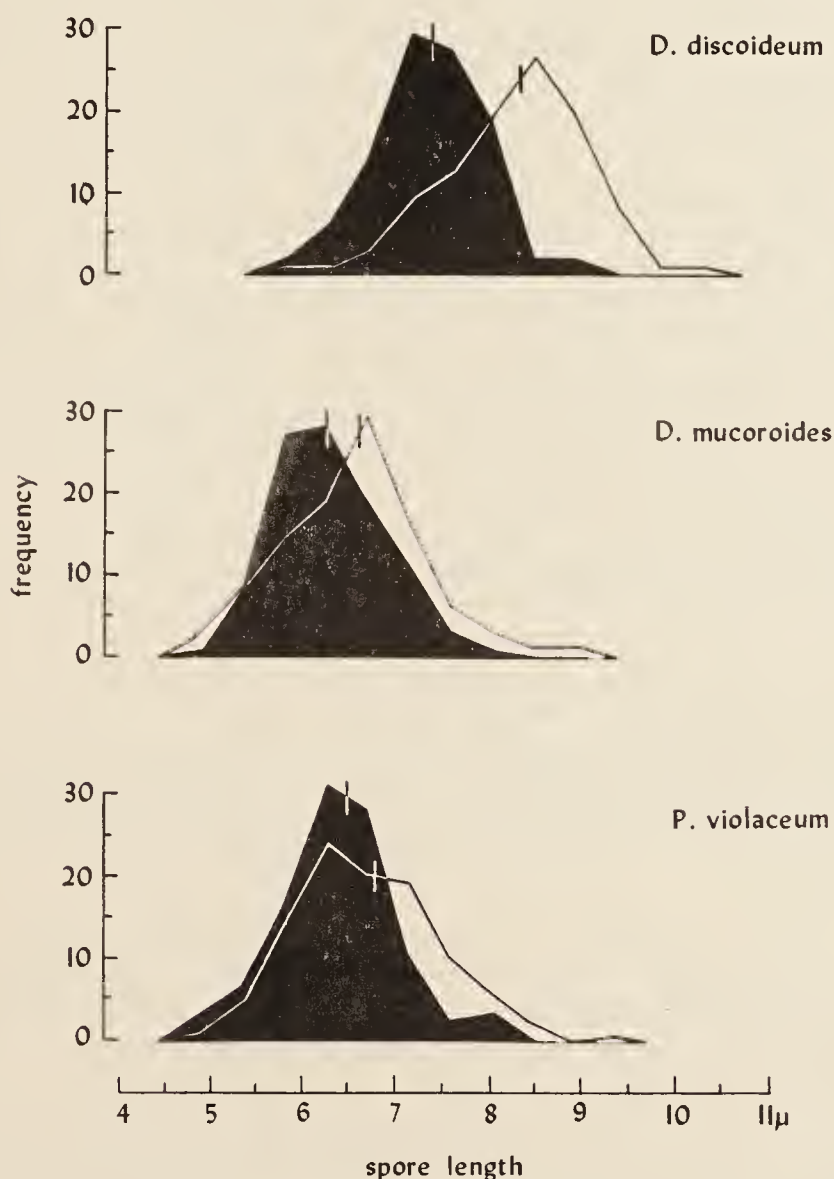 D. discoideum
30
20
10
0
D. mucoroides
30
20
10
0
frequency
P. violaceum
30
20
10
0
4 5 6 7 8 9 10 11μ
spore length